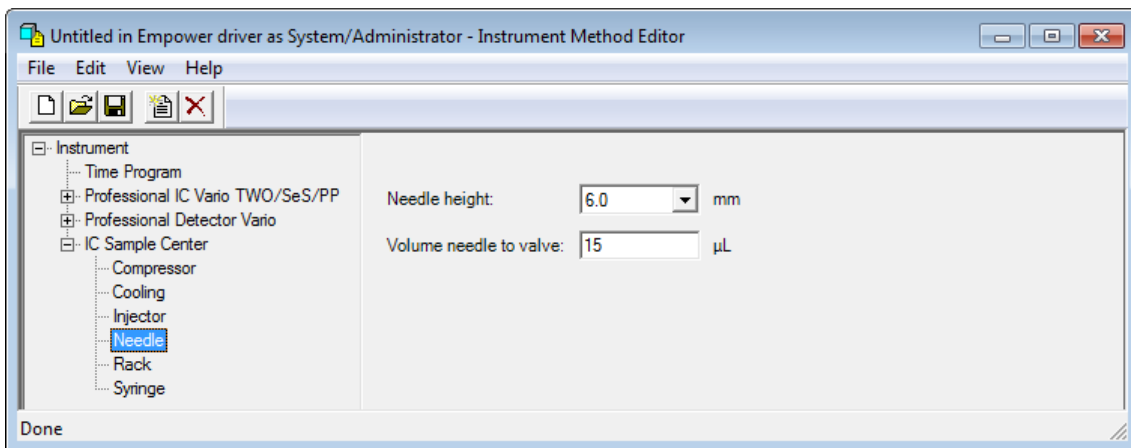 Untitled in Empower driver as System/Administrator - Instrument Method Editor
File Edit View Help
Instrument
Time Program
Professional IC Vario TWO/SeS/PP
Professional Detector Vario
IC Sample Center
Compressor
Cooling
Injector
Needle
Rack
Syringe
Needle height: 6.0 mm
Volume needle to valve: 15 µL
Done